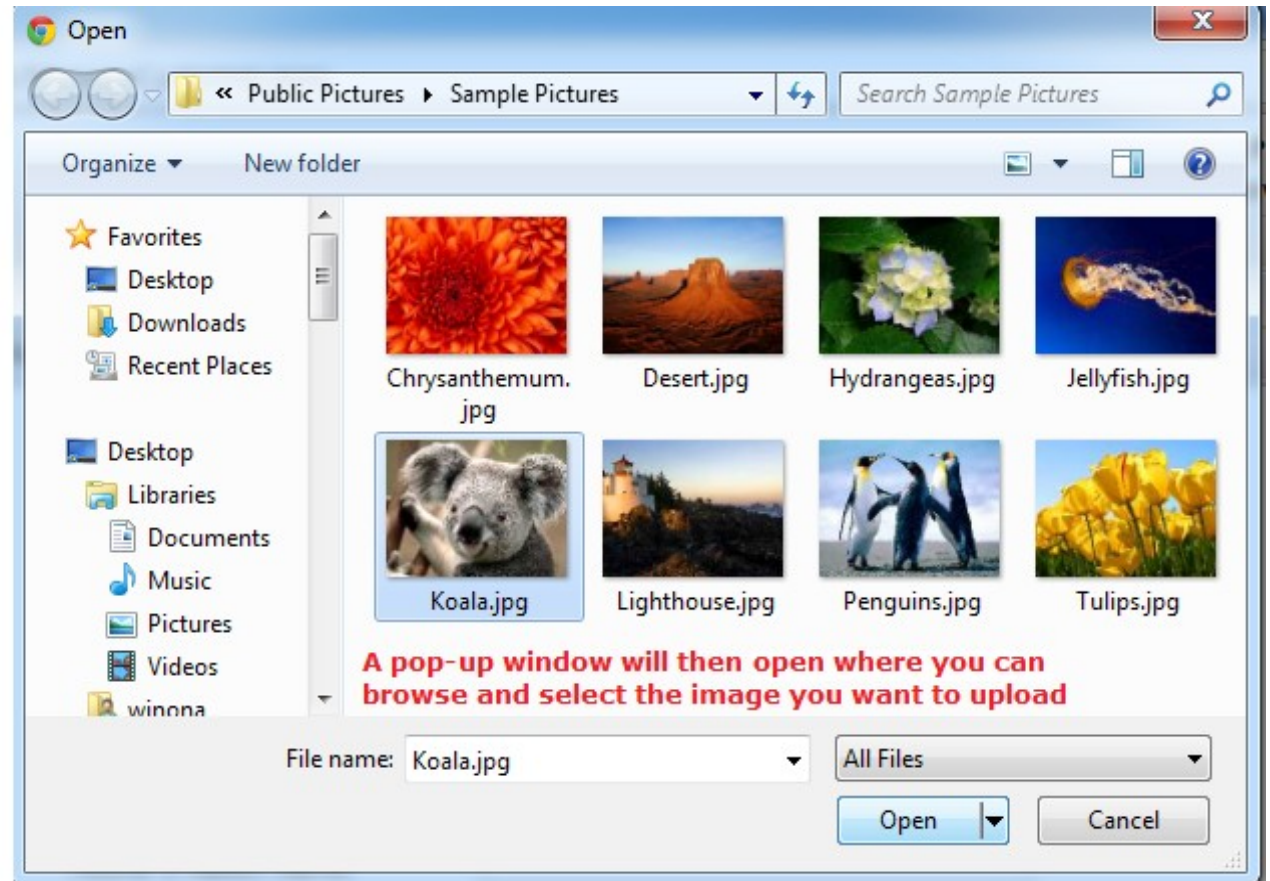 Open
« Public Pictures ▸ Sample Pictures
Search Sample Pictures
Organize
New folder
Favorites
Desktop
Downloads
Recent Places
Desktop
Libraries
Documents
Music
Pictures
Videos
winona
Chrysanthemum.
jpg
Desert.jpg
Hydrangeas.jpg
Jellyfish.jpg
Koala.jpg
Lighthouse.jpg
Penguins.jpg
Tulips.jpg
A pop-up window will then open where you can
browse and select the image you want to upload
File name: Koala.jpg
All Files
Open
Cancel